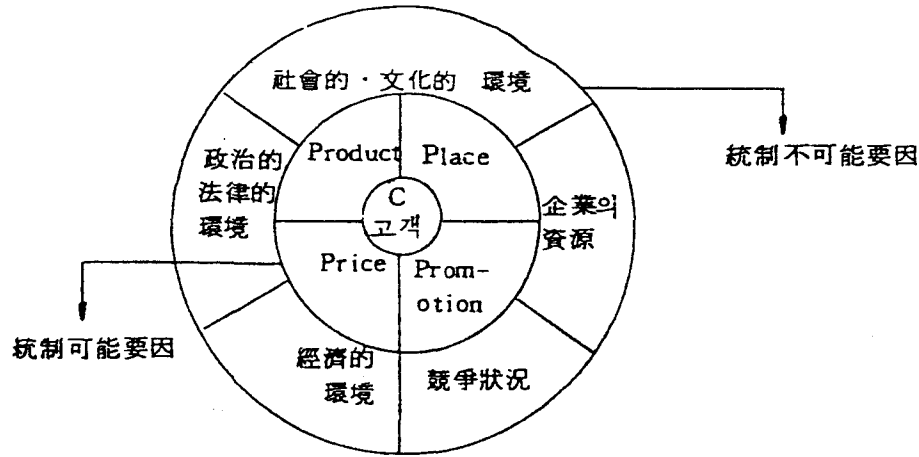 社會的·文化的 環境
政治的
法律的
環境
Product
Place
統制不可能要因
C
고객
企業의
資源
Price
Prom-
otion
統制可能要因
經濟的
環境
競爭狀況